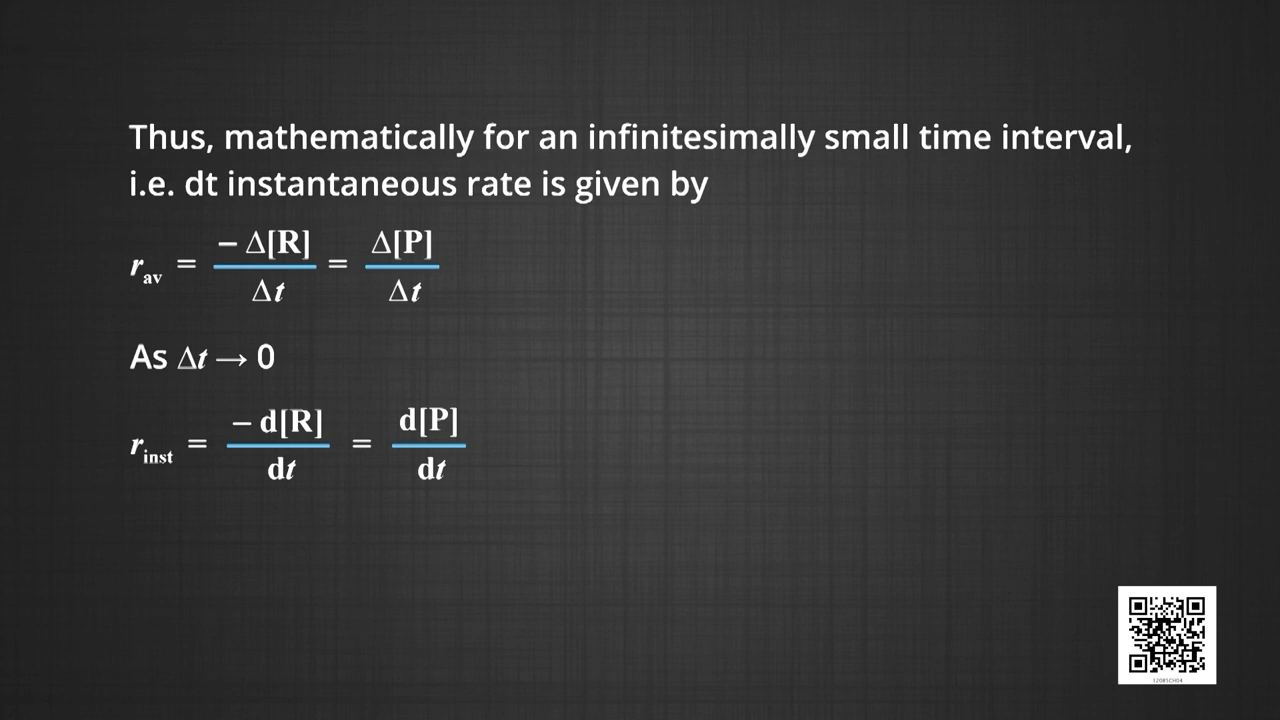 Thus, mathematically for an infinitesimally small time interval,
i.e. dt instantaneous rate is given by
r_av = − Δ[R] / Δt = Δ[P] / Δt
As Δt → 0
r_inst = − d[R] / dt = d[P] / dt
12085CH04